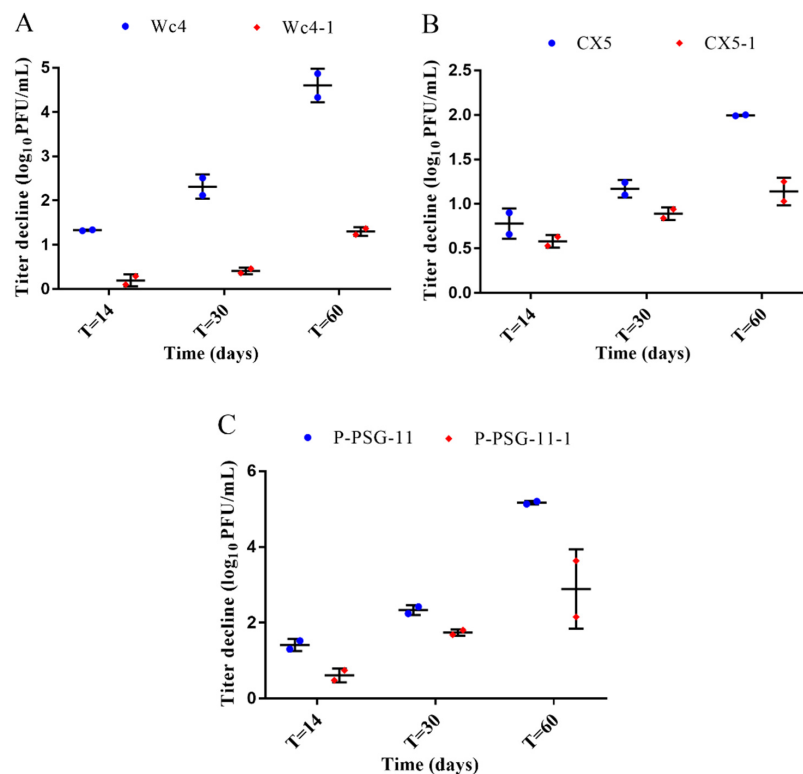 A
Wc4 Wc4-1
Titer decline (log10 PFU/mL)
5
4
3
2
1
0
T=14 T=30 T=60
Time (days)
B
CX5 CX5-1
Titer decline (log10 PFU/mL)
2.5
2.0
1.5
1.0
0.5
0.0
T=14 T=30 T=60
Time (days)
C
P-PSG-11 P-PSG-11-1
Titer decline (log10 PFU/mL)
6
4
2
0
T=14 T=30 T=60
Time (days)